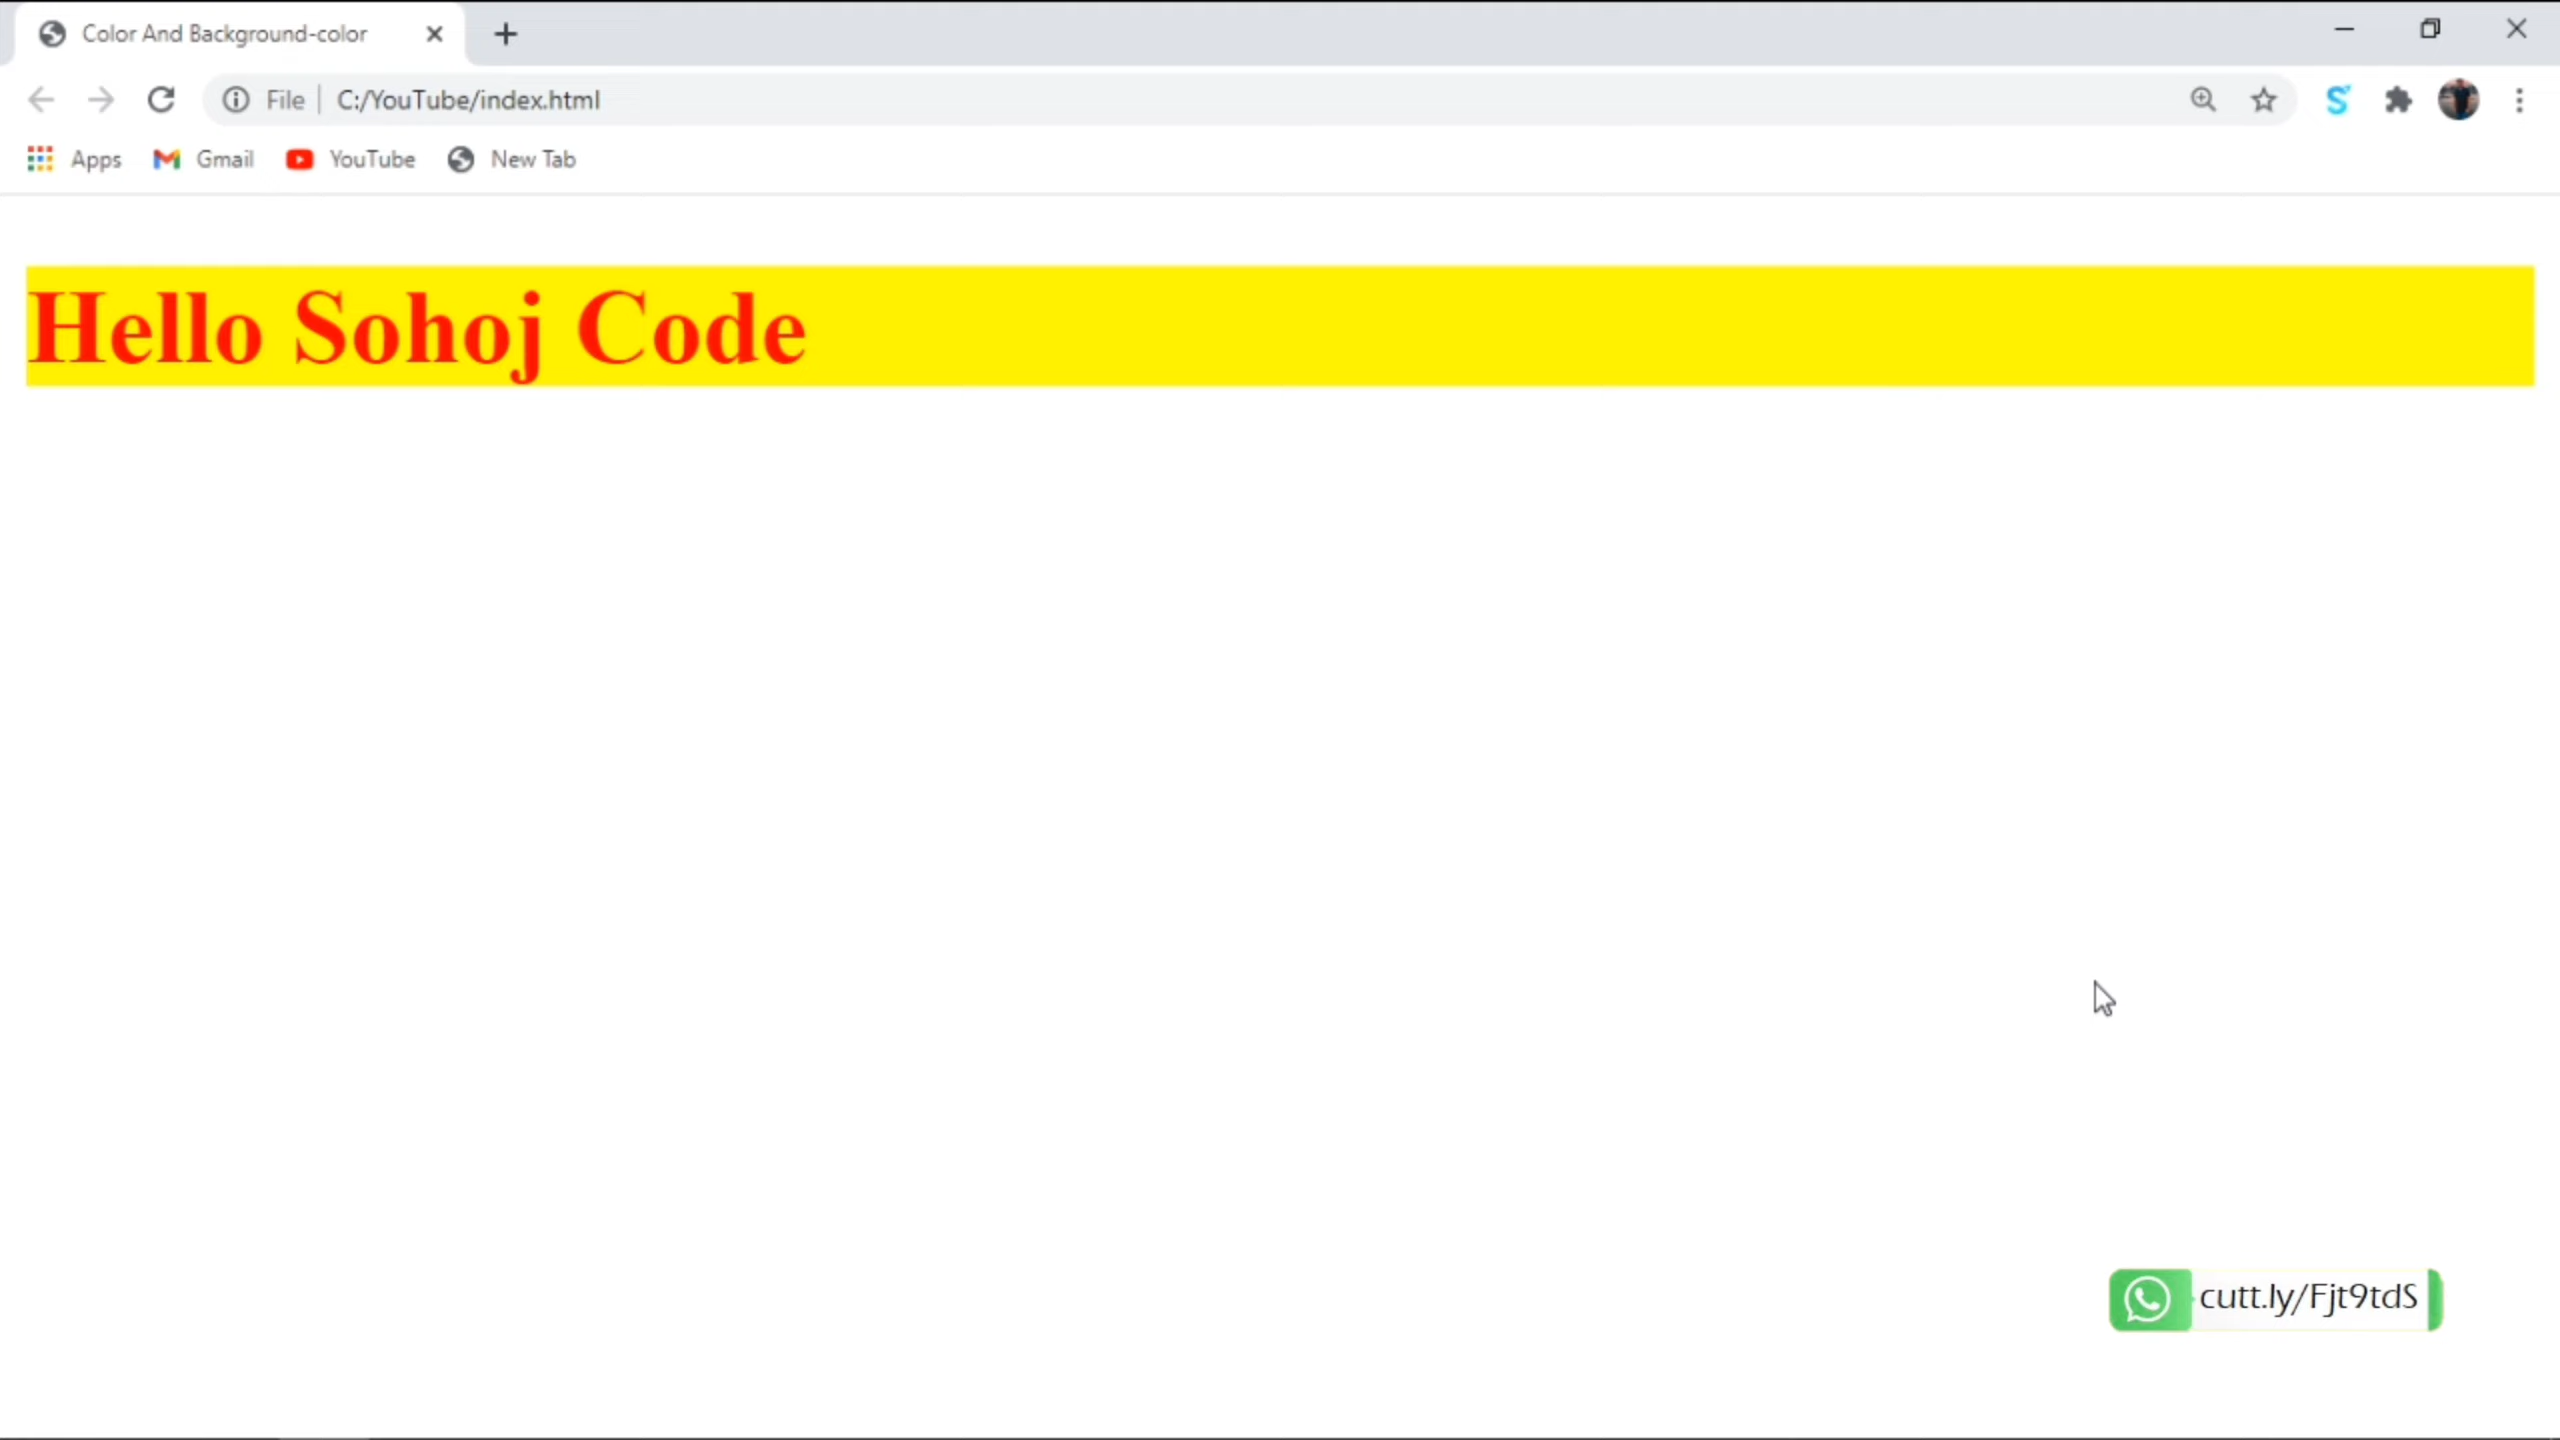 Color And Background-color
File C:/YouTube/index.html
Apps Gmail YouTube New Tab
Hello Sohoj Code
cutt.ly/Fjt9tdS